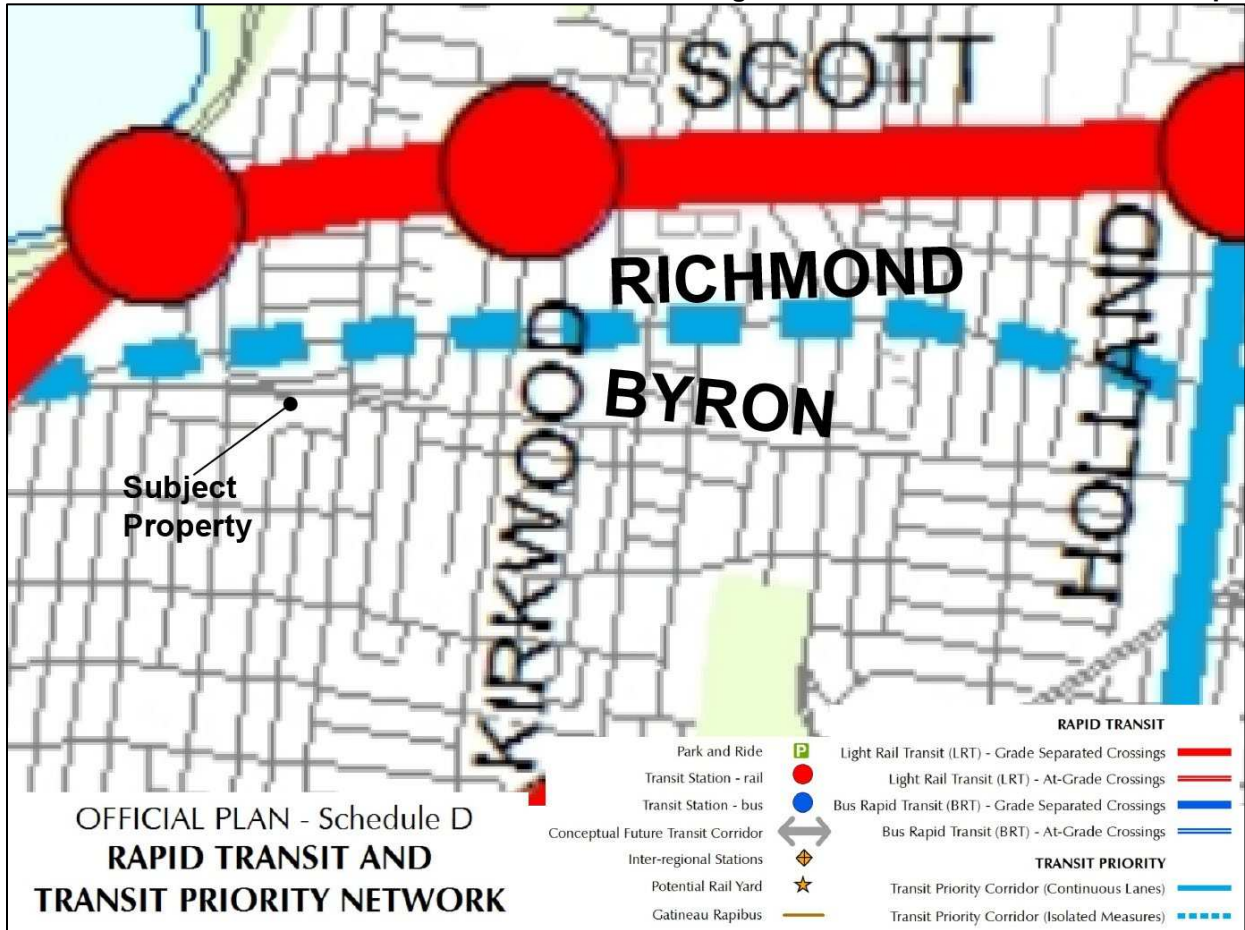 SCOTT
RICHMOND
BYRON
KIRKWOOD
HOLLAND
Subject
Property
OFFICIAL PLAN - Schedule D
RAPID TRANSIT AND
TRANSIT PRIORITY NETWORK
Park and Ride
P
Transit Station - rail
Transit Station - bus
Conceptual Future Transit Corridor
Inter-regional Stations
Potential Rail Yard
Gatineau Rapibus
RAPID TRANSIT
Light Rail Transit (LRT) - Grade Separated Crossings
Light Rail Transit (LRT) - At-Grade Crossings
Bus Rapid Transit (BRT) - Grade Separated Crossings
Bus Rapid Transit (BRT) - At-Grade Crossings
TRANSIT PRIORITY
Transit Priority Corridor (Continuous Lanes)
Transit Priority Corridor (Isolated Measures)